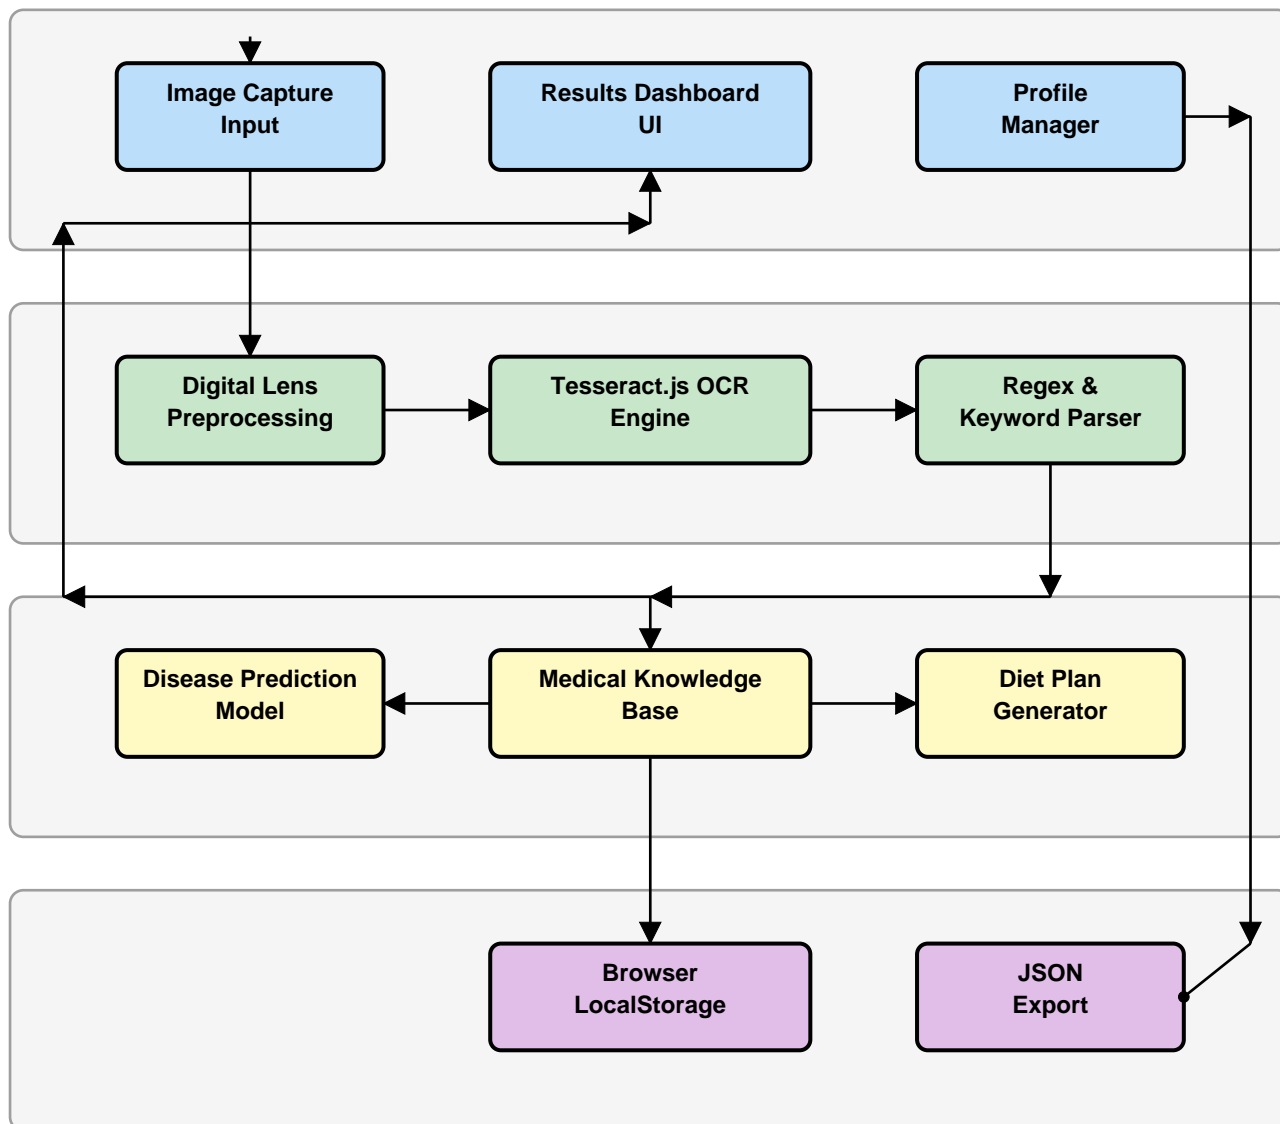 Image Capture
Input
Results Dashboard
UI
Profile
Manager
Digital Lens
Preprocessing
Tesseract.js OCR
Engine
Regex &
Keyword Parser
Disease Prediction
Model
Medical Knowledge
Base
Diet Plan
Generator
Browser
LocalStorage
JSON
Export